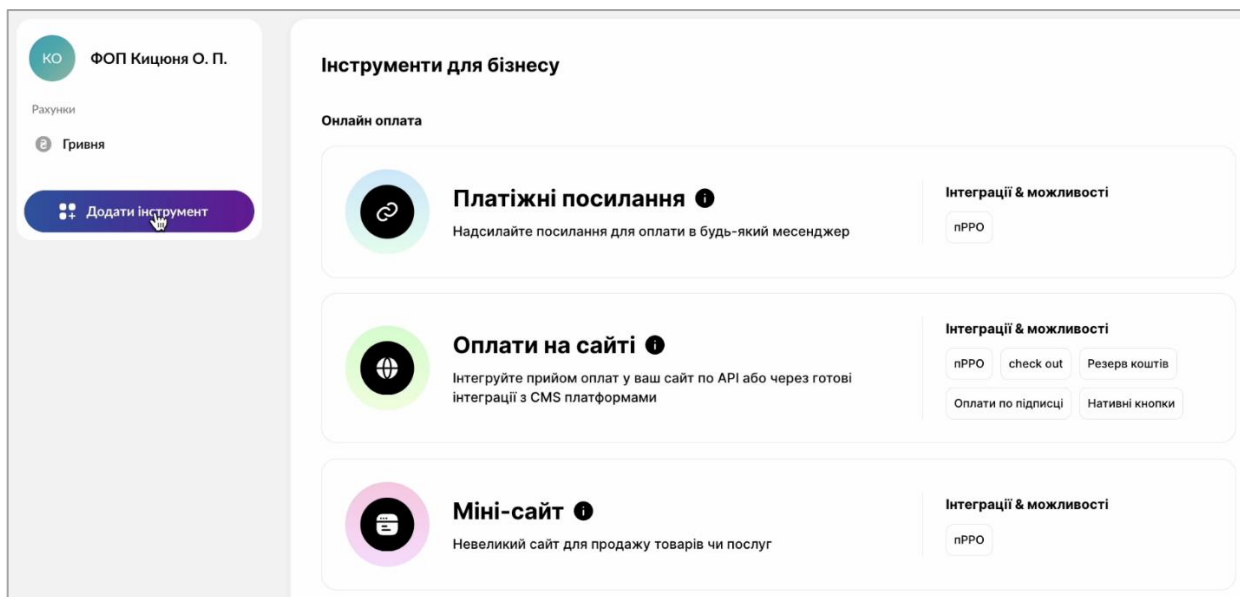 КО
ФОП Кицюня О. П.
Рахунки
₴ Гривня
Додати інструмент
Інструменти для бізнесу
Онлайн оплата
Платіжні посилання
Надсилайте посилання для оплати в будь-який месенджер
Інтеграції & можливості
пРРО
Оплати на сайті
Інтегруйте прийом оплат у ваш сайт по API або через готові
інтеграції з CMS платформами
Інтеграції & можливості
пРРО check out Резерв коштів
Оплати по підписці Нативні кнопки
Міні-сайт
Невеликий сайт для продажу товарів чи послуг
Інтеграції & можливості
пРРО